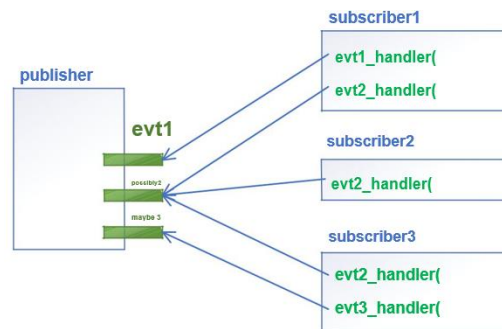 publisher
evt1
possibly2
maybe 3
subscriber1
evt1_handler(
evt2_handler(
subscriber2
evt2_handler(
subscriber3
evt2_handler(
evt3_handler(